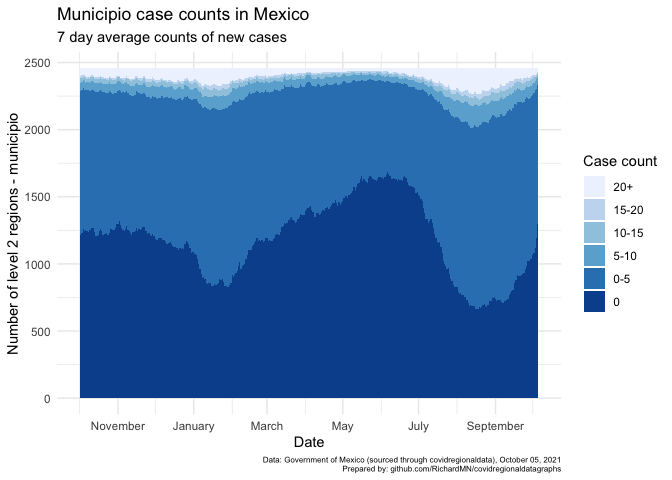 Municipio case counts in Mexico
7 day average counts of new cases
Number of level 2 regions - municipio
2500
2000
1500
1000
500
0
November January March May July September
Date
Case count
20+
15-20
10-15
5-10
0-5
0
Data: Government of Mexico (sourced through covidregionaldata), October 05, 2021
Prepared by: github.com/RichardMN/covidregionaldatagraphs